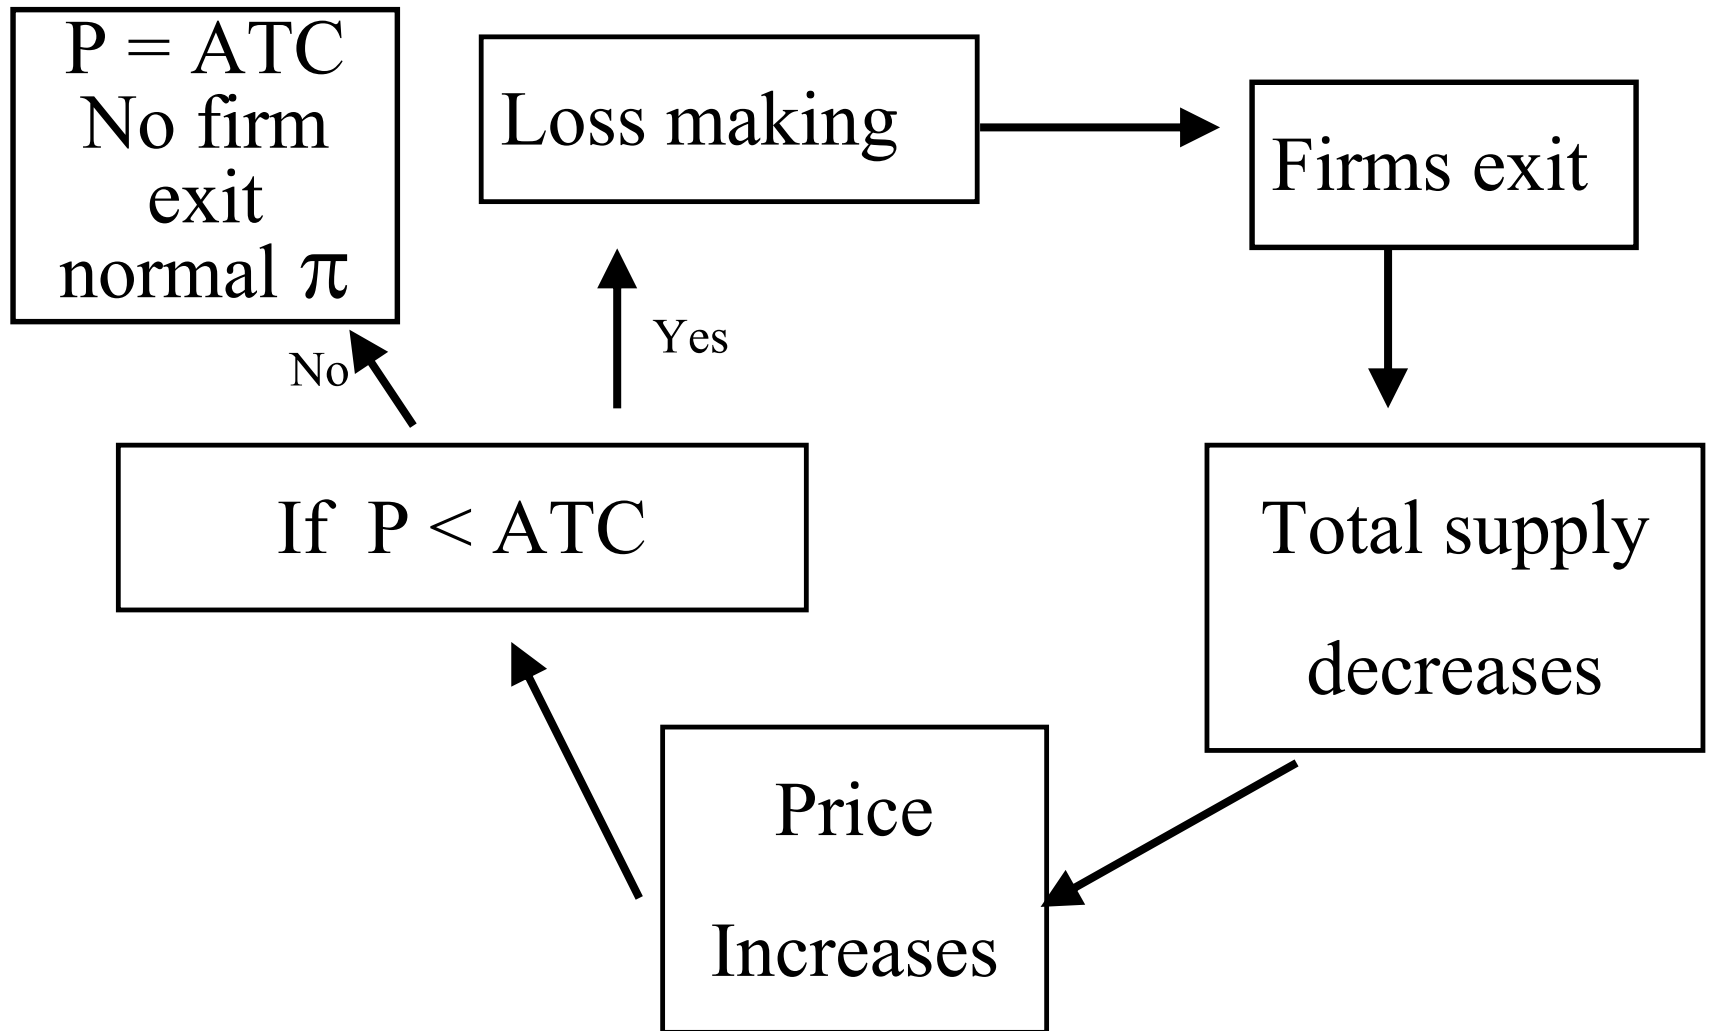 P = ATC
No firm
exit
normal π
Loss making
Firms exit
No
Yes
If P < ATC
Total supply
decreases
Price
Increases